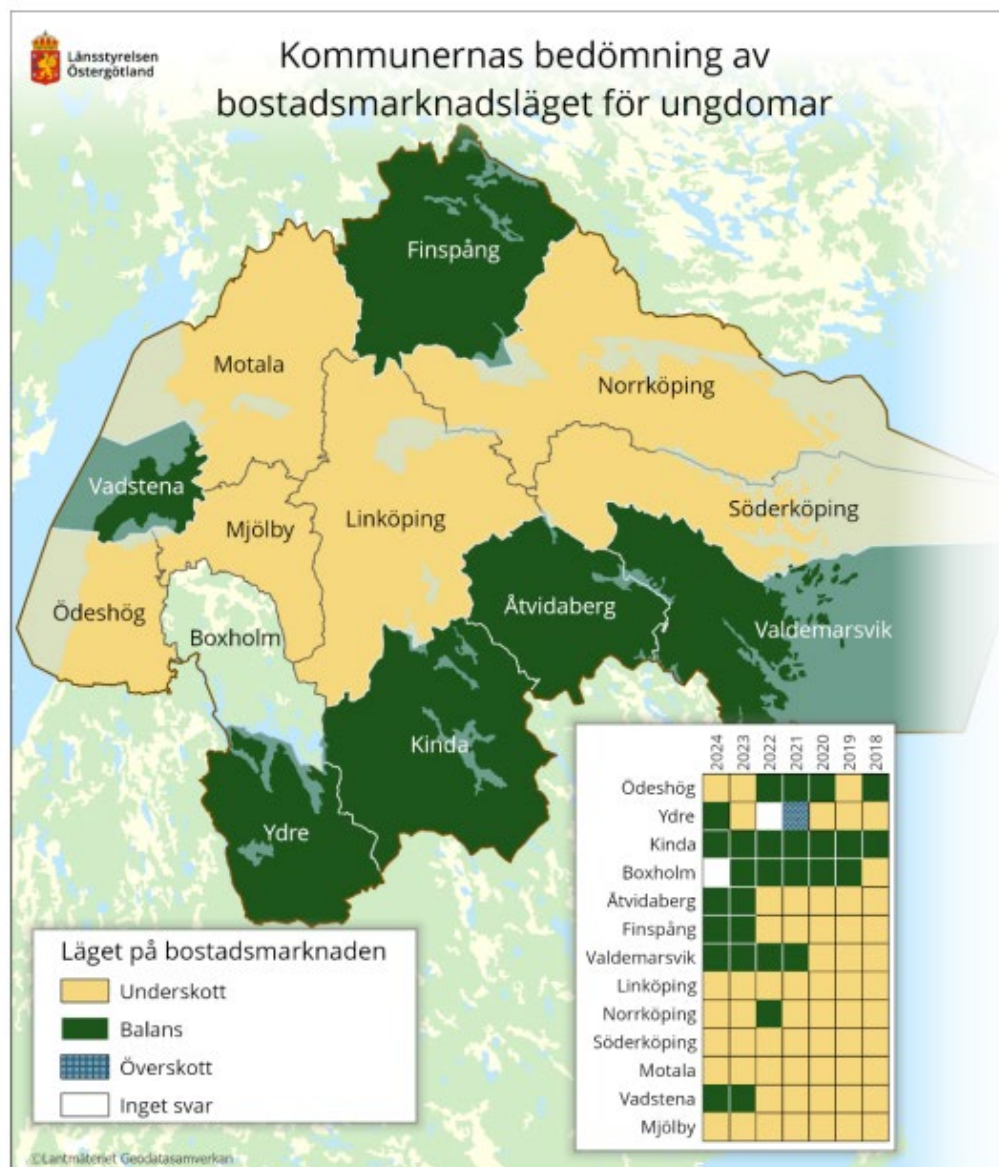 Länsstyrelsen
Östergötland
Kommunernas bedömning av
bostadsmarknadsläget för ungdomar
Finspång
Motala
Norrköping
Vadstena
Söderköping
Mjölby
Linköping
Ödeshög
Åtvidaberg
Valdemarsvik
Boxholm
Kinda
Ydre
2024 2023 2022 2021 2020 2019 2018
Ödeshög
Ydre
Kinda
Boxholm
Åtvidaberg
Finspång
Valdemarsvik
Linköping
Norrköping
Söderköping
Motala
Vadstena
Mjölby
Läget på bostadsmarknaden
Underskott
Balans
Överskott
Inget svar
©Lantmäteriet Geodatasamverkan